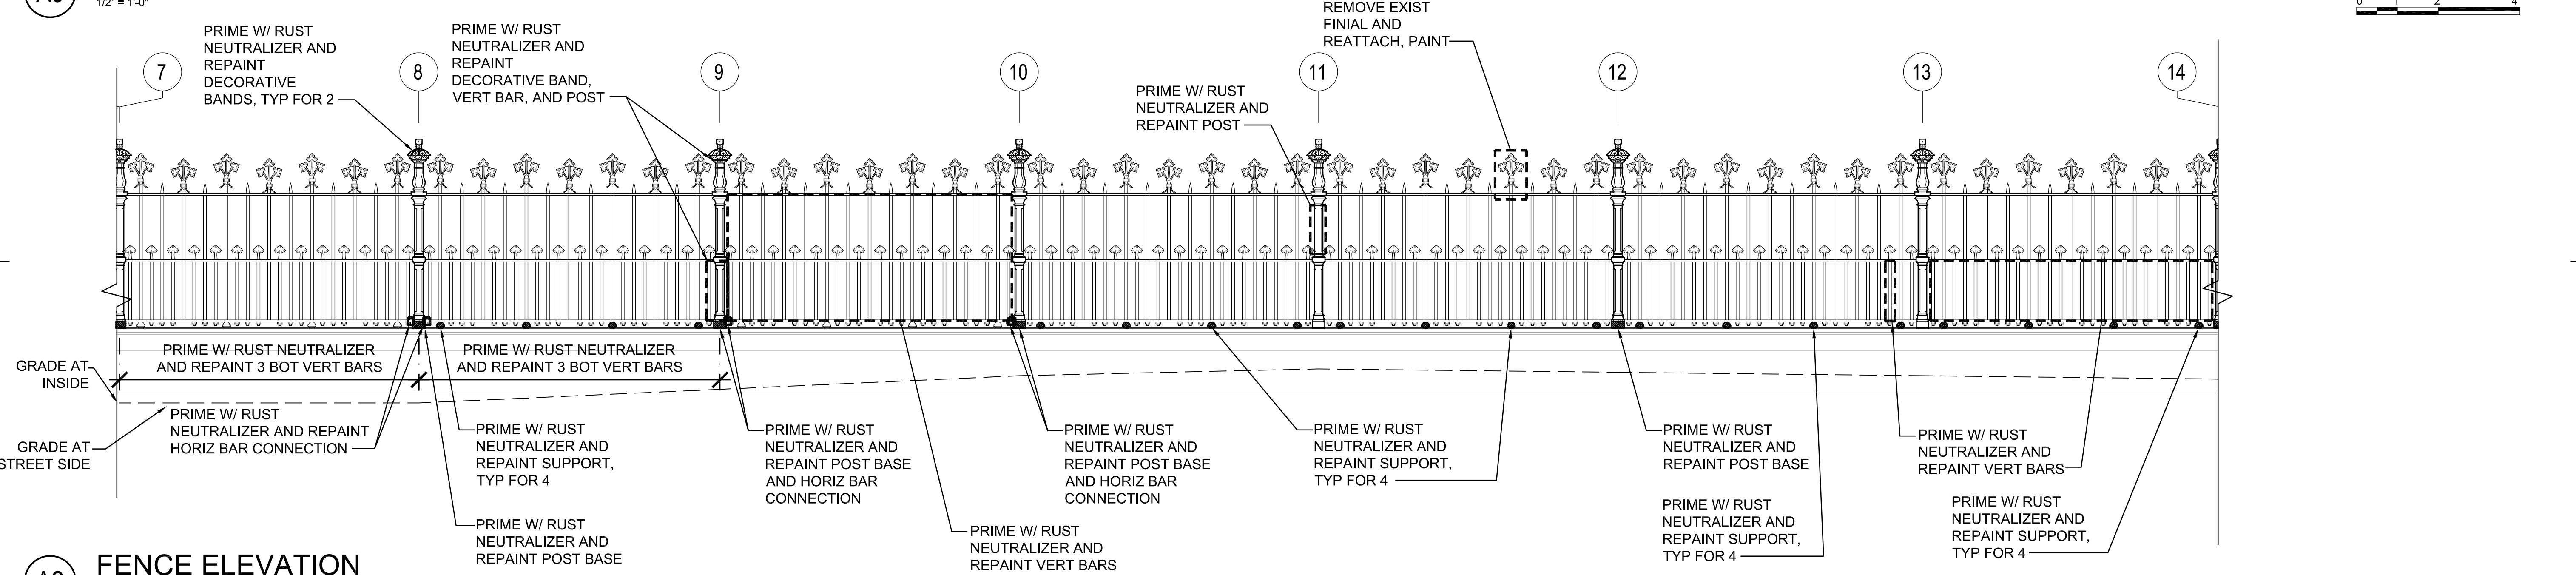 1/2" = 1'-0"
0 1 2 4
REMOVE EXIST
FINIAL AND
REATTACH, PAINT
PRIME W/ RUST
NEUTRALIZER AND
REPAINT
DECORATIVE
BANDS, TYP FOR 2
PRIME W/ RUST
NEUTRALIZER AND
REPAINT
DECORATIVE BAND,
VERT BAR, AND POST
PRIME W/ RUST
NEUTRALIZER AND
REPAINT POST
7
8
9
10
11
12
13
14
PRIME W/ RUST NEUTRALIZER
AND REPAINT 3 BOT VERT BARS
PRIME W/ RUST NEUTRALIZER
AND REPAINT 3 BOT VERT BARS
GRADE AT
INSIDE
GRADE AT
STREET SIDE
PRIME W/ RUST
NEUTRALIZER AND REPAINT
HORIZ BAR CONNECTION
PRIME W/ RUST
NEUTRALIZER AND
REPAINT SUPPORT,
TYP FOR 4
PRIME W/ RUST
NEUTRALIZER AND
REPAINT POST BASE
PRIME W/ RUST
NEUTRALIZER AND
REPAINT POST BASE
AND HORIZ BAR
CONNECTION
PRIME W/ RUST
NEUTRALIZER AND
REPAINT VERT BARS
PRIME W/ RUST
NEUTRALIZER AND
REPAINT POST BASE
AND HORIZ BAR
CONNECTION
PRIME W/ RUST
NEUTRALIZER AND
REPAINT SUPPORT,
TYP FOR 4
PRIME W/ RUST
NEUTRALIZER AND
REPAINT POST BASE
PRIME W/ RUST
NEUTRALIZER AND
REPAINT SUPPORT,
TYP FOR 4
PRIME W/ RUST
NEUTRALIZER AND
REPAINT VERT BARS
PRIME W/ RUST
NEUTRALIZER AND
REPAINT SUPPORT,
TYP FOR 4
FENCE ELEVATION